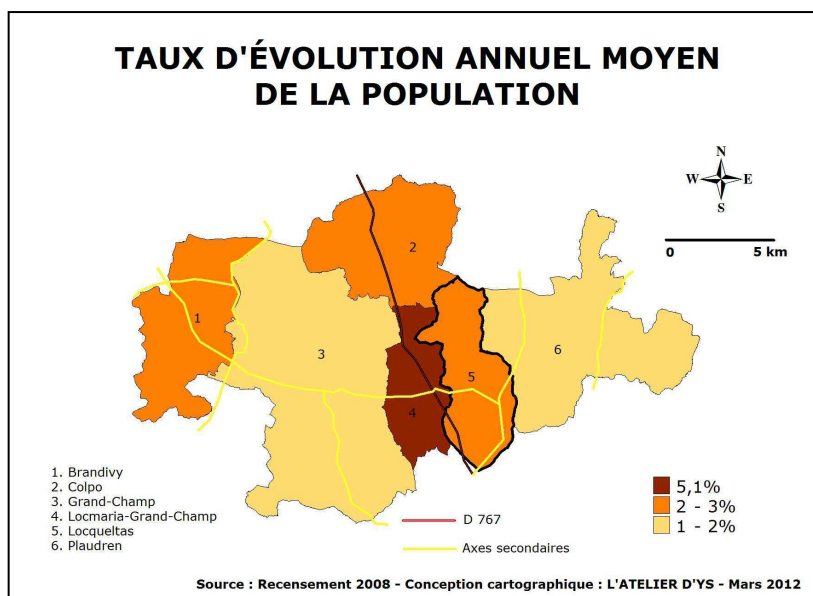 TAUX D'ÉVOLUTION ANNUEL MOYEN
DE LA POPULATION
N
W E
S
0 5 km
1
2
3
4
5
6
1. Brandivy
2. Colpo
3. Grand-Champ
4. Locmaria-Grand-Champ
5. Locqueltas
6. Plaudren
D 767
Axes secondaires
5,1%
2 - 3%
1 - 2%
Source : Recensement 2008 - Conception cartographique : L'ATELIER D'YS - Mars 2012